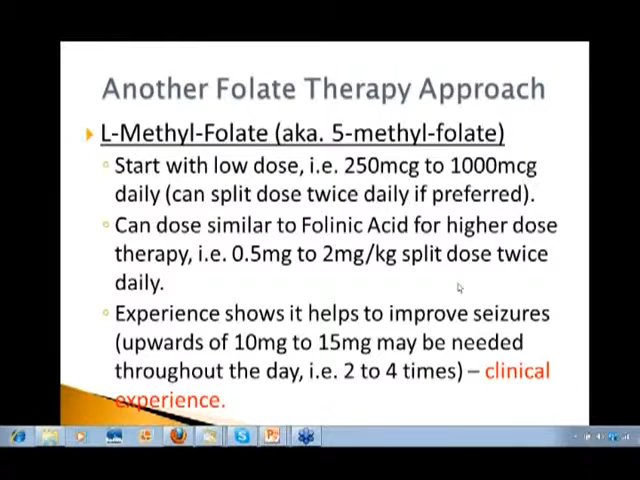 Another Folate Therapy Approach
L-Methyl-Folate (aka. 5-methyl-folate)
Start with low dose, i.e. 250mcg to 1000mcg
daily (can split dose twice daily if preferred).
Can dose similar to Folinic Acid for higher dose
therapy, i.e. 0.5mg to 2mg/kg split dose twice
daily.
Experience shows it helps to improve seizures
(upwards of 10mg to 15mg may be needed
throughout the day, i.e. 2 to 4 times) – clinical
experience.